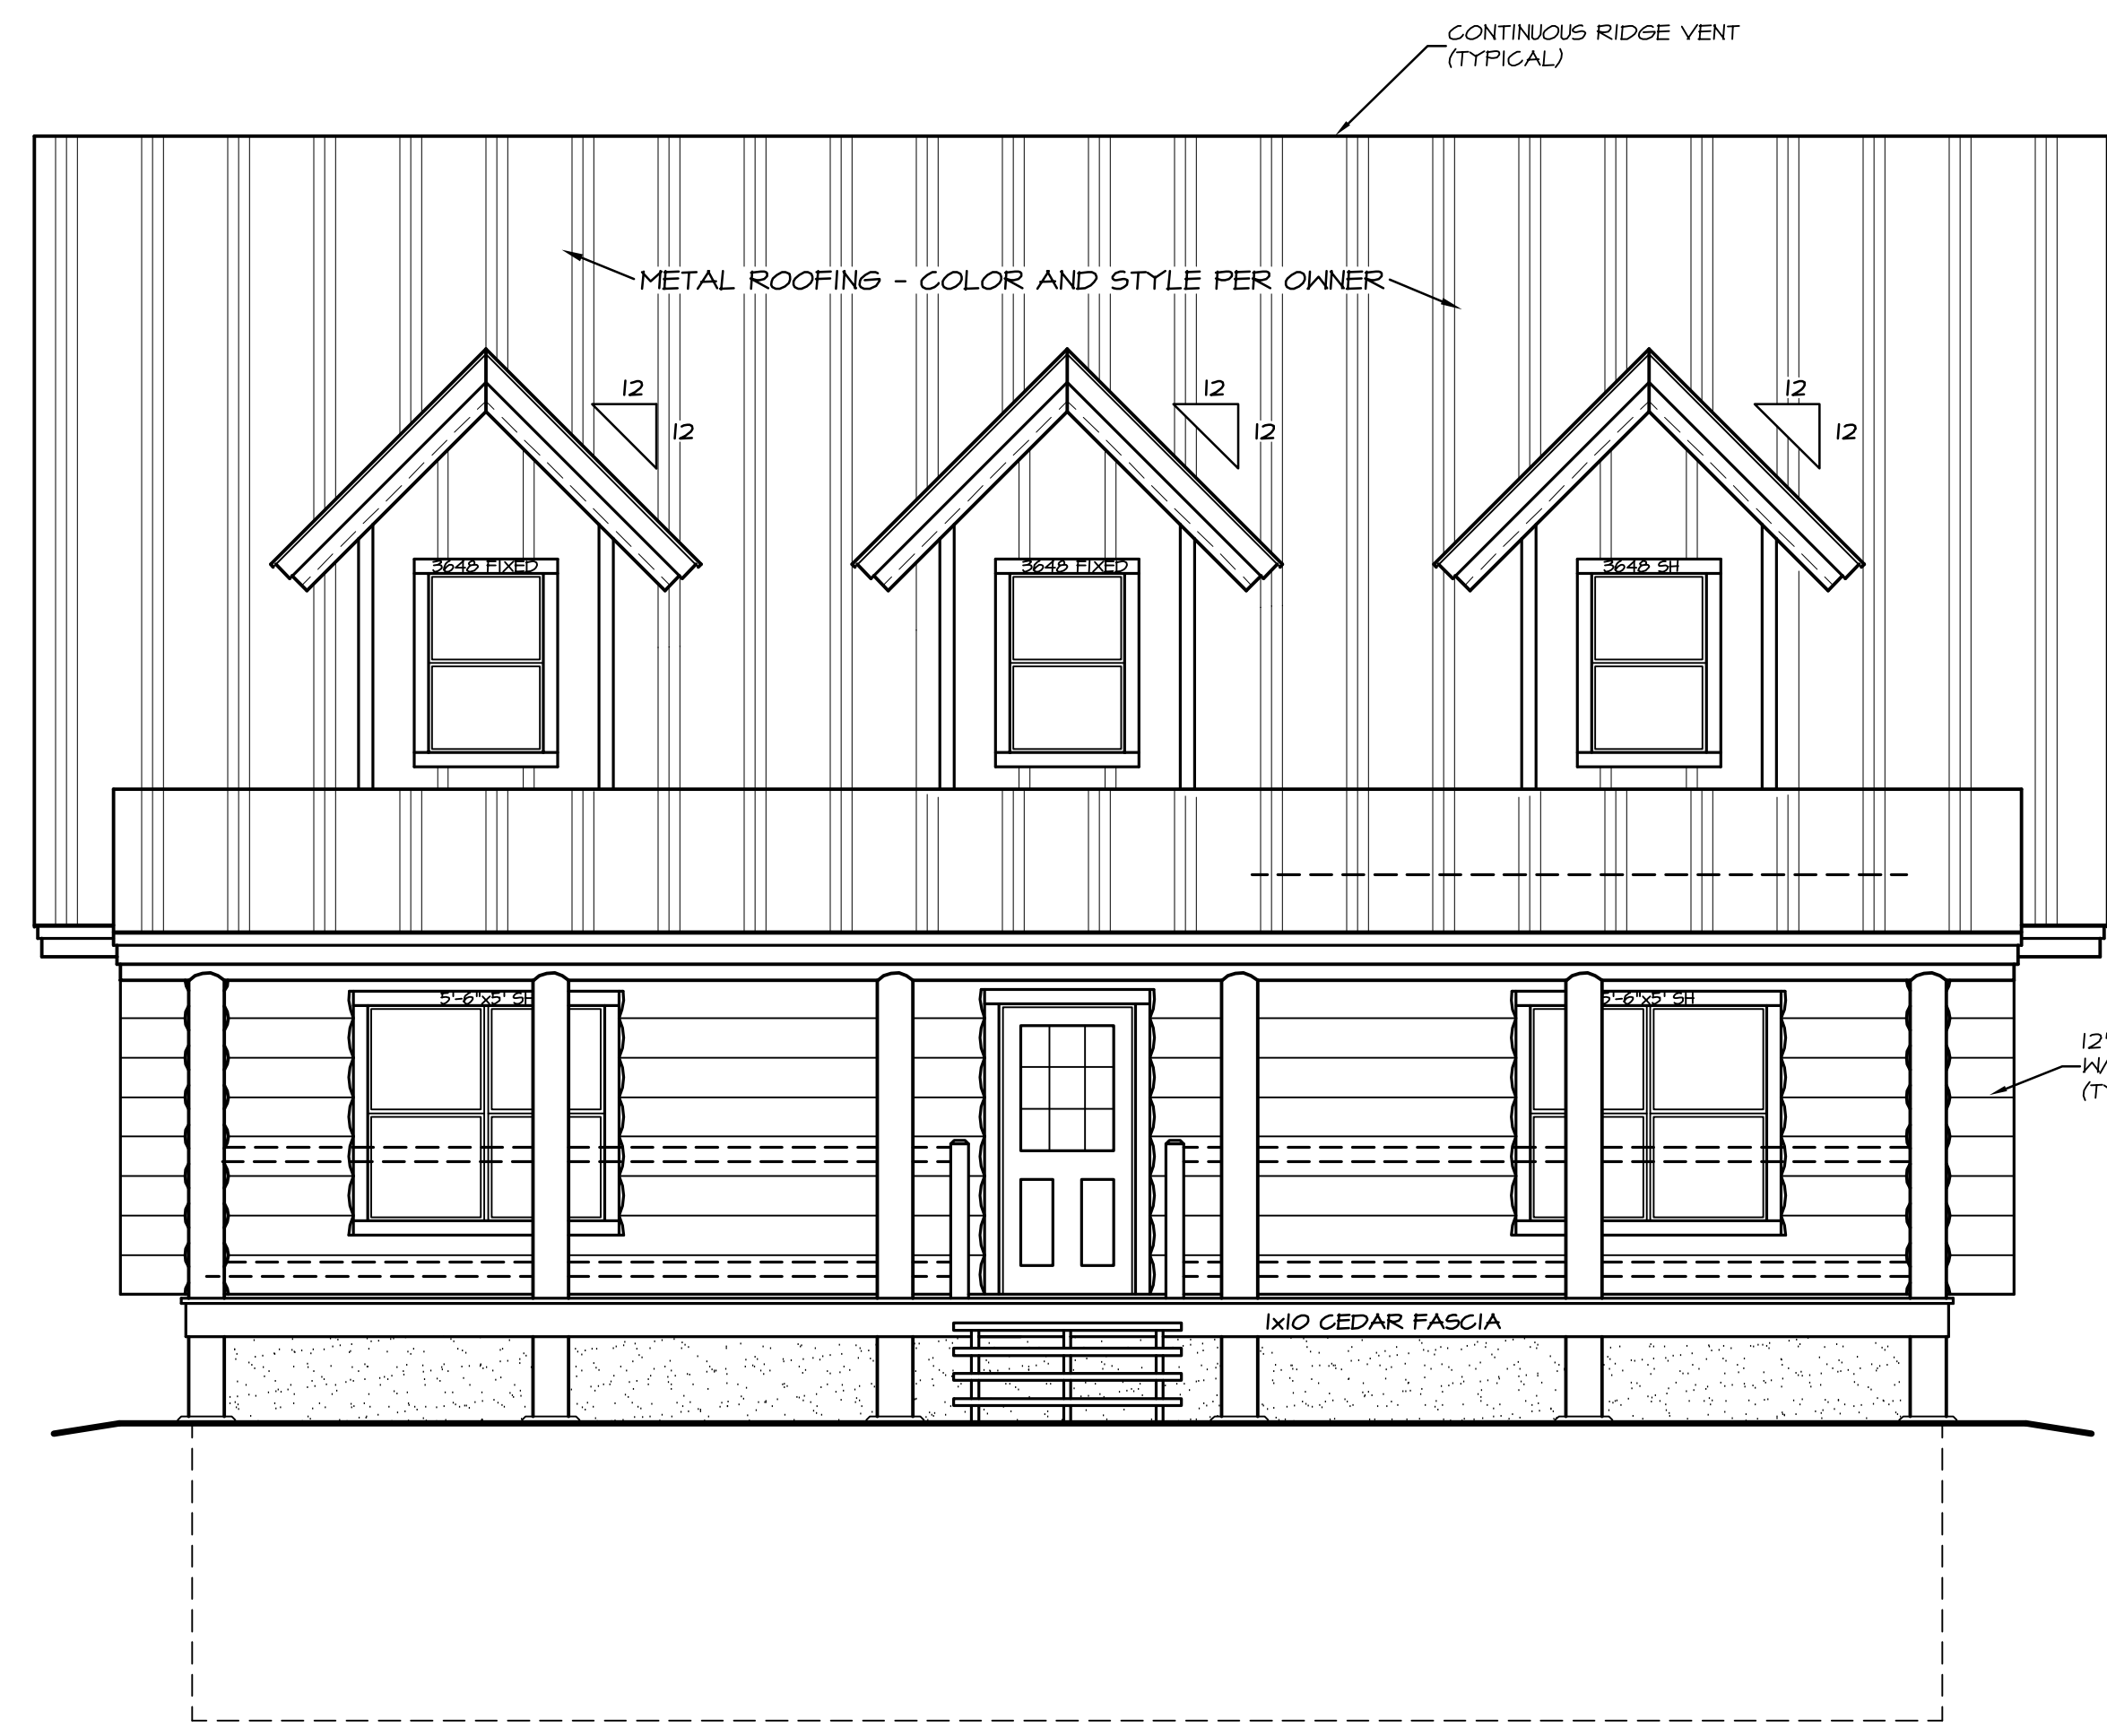 CONTINUOUS RIDGE VENT
(TYPICAL)
METAL ROOFING - COLOR AND STYLE PER OWNER
12
12
12
12
12
12
3648 FIXED
3648 FIXED
3648 SH
5'-6"x5' SH
5'-6"x5' SH
12"
1x10 CEDAR FASCIA